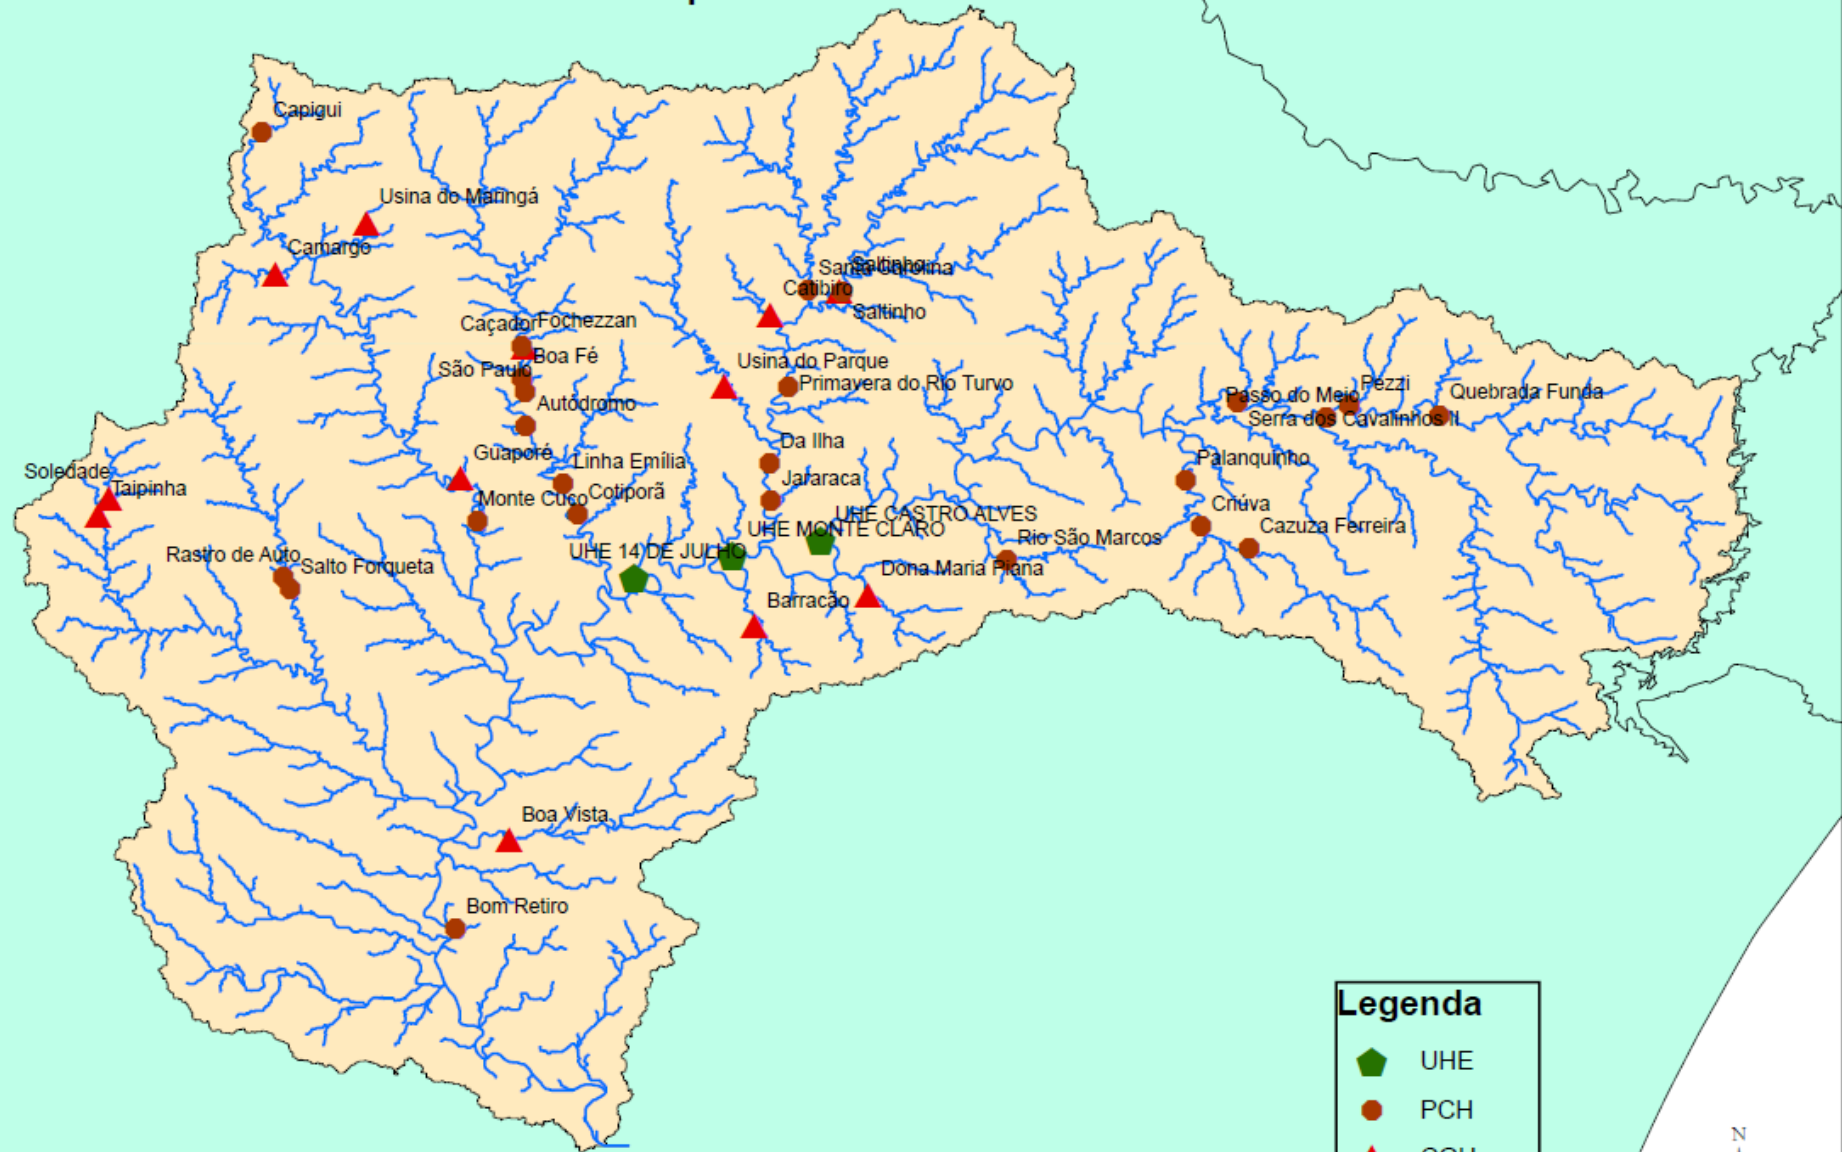 Capigui
Usina do Maringá
Camargo
Saltinho
Santa Carolina
Catibiro
Saltinho
Caçador
Fochezzan
Boa Fé
São Paulo
Usina do Parque
Primavera do Rio Turvo
Autódromo
Passo do Meio
Pezzi
Quebrada Funda
Serra dos Cavalinhos II
Da Ilha
Guaporé
Linha Emília
Palanquinho
Soledade
Taipinha
Jararaca
Monte Cuco
Cotiporã
Criúva
UHE CASTRO ALVES
UHE MONTE CLARO
Cazuza Ferreira
Rio São Marcos
UHE 14 DE JULHO
Rastro de Auto
Salto Forqueta
Dona Maria Piana
Barracão
Boa Vista
Bom Retiro
Legenda
UHE
PCH
N